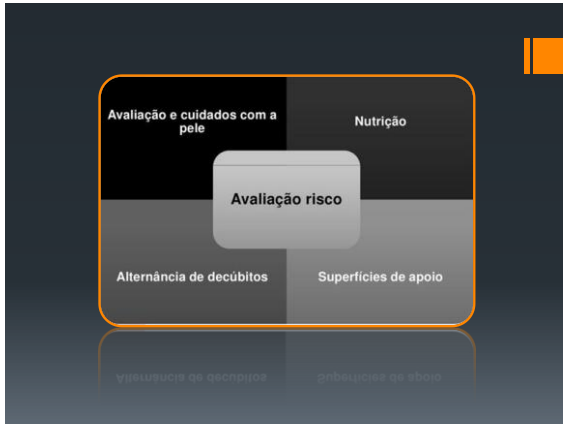 Avaliação e cuidados com a
pele
Nutrição
Avaliação risco
Alternância de decúbitos
Superfícies de apoio